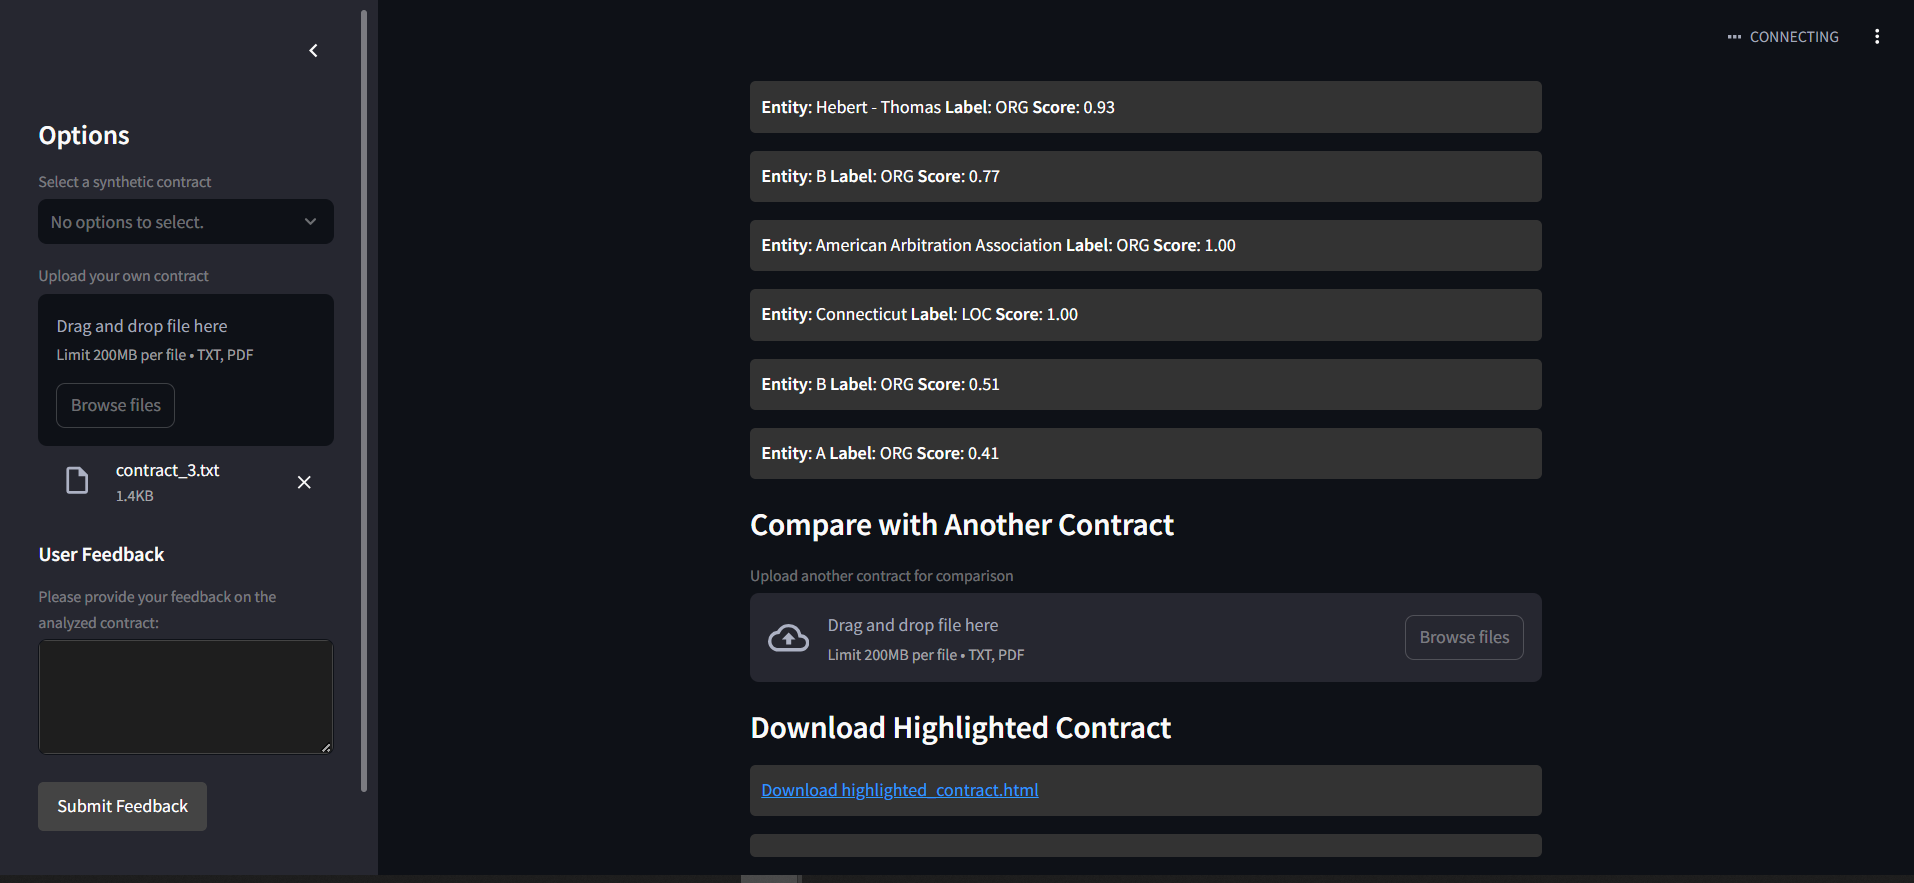 CONNECTING
Options
Select a synthetic contract
No options to select.
Upload your own contract
Drag and drop file here
Limit 200MB per file • TXT, PDF
Browse files
contract_3.txt
1.4KB
User Feedback
Please provide your feedback on the
analyzed contract:
Submit Feedback
Entity: Hebert - Thomas Label: ORG Score: 0.93
Entity: B Label: ORG Score: 0.77
Entity: American Arbitration Association Label: ORG Score: 1.00
Entity: Connecticut Label: LOC Score: 1.00
Entity: B Label: ORG Score: 0.51
Entity: A Label: ORG Score: 0.41
Compare with Another Contract
Upload another contract for comparison
Drag and drop file here
Limit 200MB per file • TXT, PDF
Browse files
Download Highlighted Contract
Download highlighted_contract.html